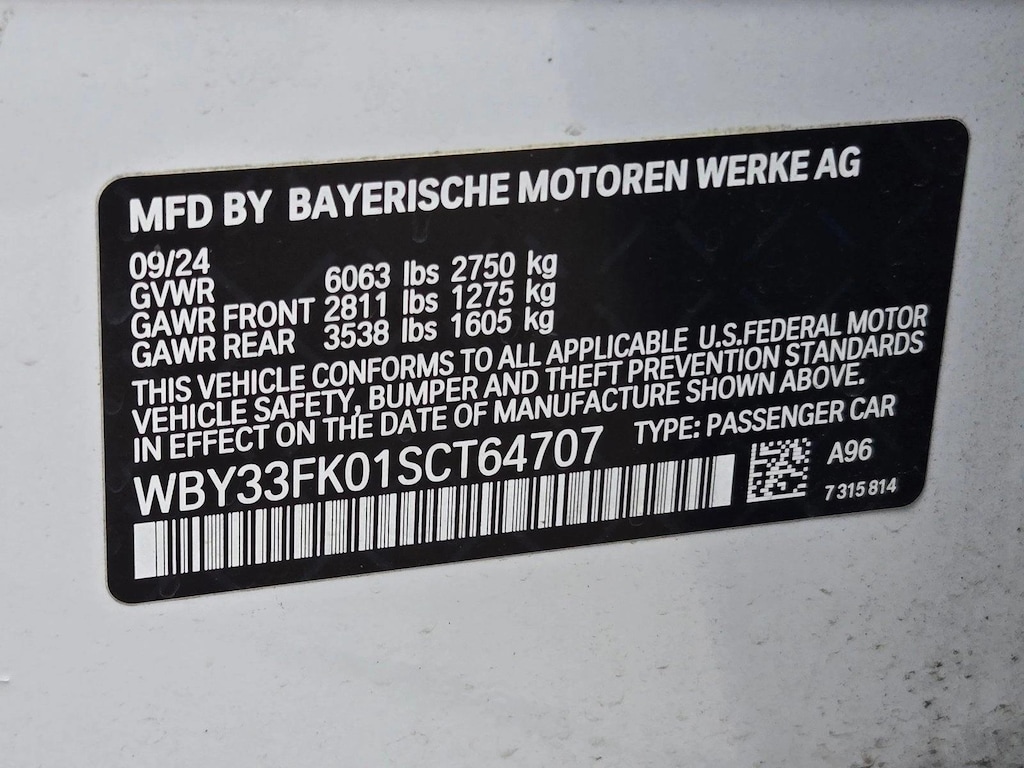 MFD BY BAYERISCHE MOTOREN WERKE AG
09/24
GVWR 6063 lbs 2750 kg
GAWR FRONT 2811 lbs 1275 kg
GAWR REAR 3538 lbs 1605 kg
THIS VEHICLE CONFORMS TO ALL APPLICABLE U.S.FEDERAL MOTOR
VEHICLE SAFETY, BUMPER AND THEFT PREVENTION STANDARDS
IN EFFECT ON THE DATE OF MANUFACTURE SHOWN ABOVE.
WBY33FK01SCT64707 TYPE: PASSENGER CAR
A96
7 315 814